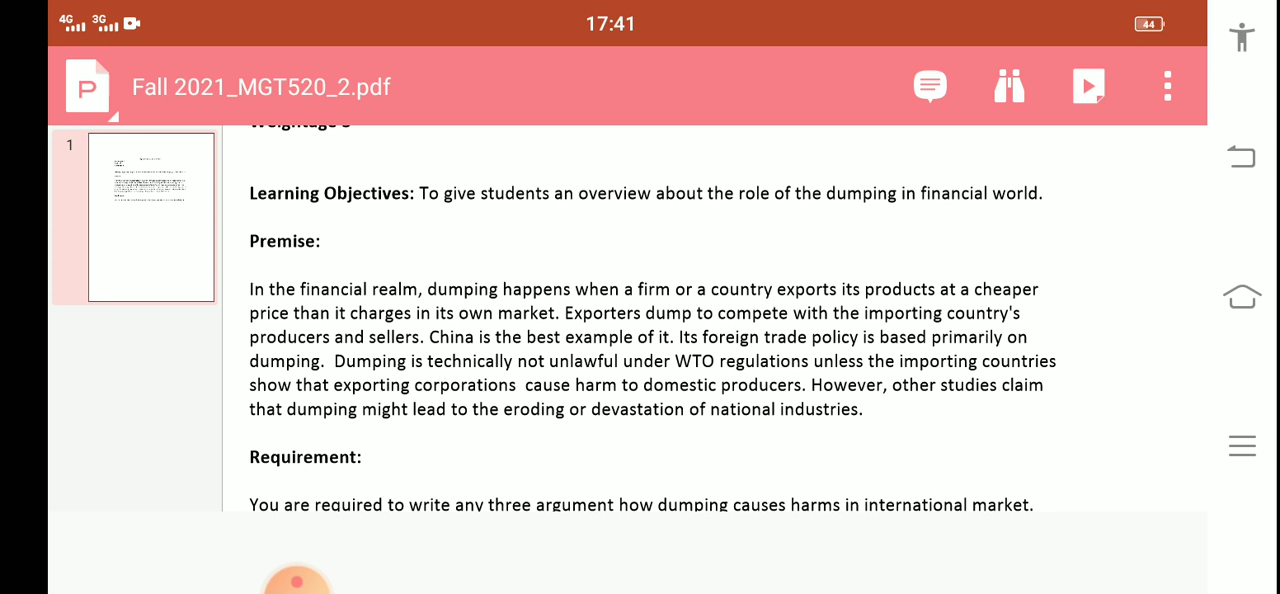 4G 3G 17:41 44
P Fall 2021_MGT520_2.pdf
1
Learning Objectives: To give students an overview about the role of the dumping in financial world.
Premise:
In the financial realm, dumping happens when a firm or a country exports its products at a cheaper
price than it charges in its own market. Exporters dump to compete with the importing country's
producers and sellers. China is the best example of it. Its foreign trade policy is based primarily on
dumping.  Dumping is technically not unlawful under WTO regulations unless the importing countries
show that exporting corporations  cause harm to domestic producers. However, other studies claim
that dumping might lead to the eroding or devastation of national industries.
Requirement:
You are required to write any three argument how dumping causes harms in international market.